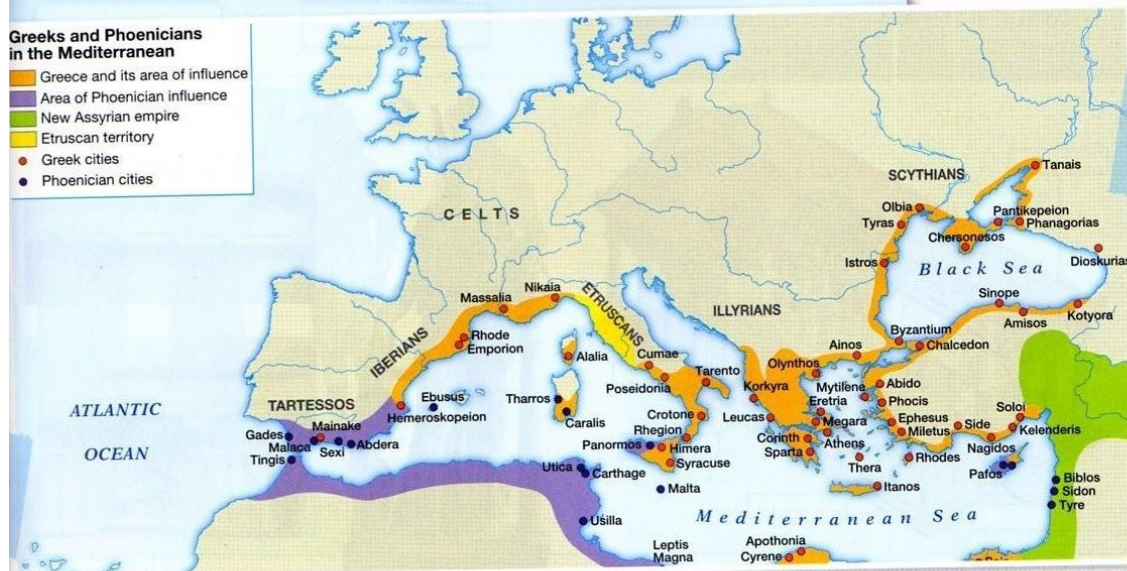 Greeks and Phoenicians
in the Mediterranean
Greece and its area of influence
Area of Phoenician influence
New Assyrian empire
Etruscan territory
Greek cities
Phoenician cities
SCYTHIANS
Tanais
Olbia
Tyras
Pantikepeion
Phanagorias
Chersonesos
Istros
Black Sea
Dioskurias
CELTS
Sinope
Amisos
Kotyora
Byzantium
Chalcedon
Massalia
Nikaia
ETRUSCANS
ILLYRIANS
IBERIANS
Rhode
Emporion
Alalia
Cumae
Poseidonia
Tarento
Ainos
Olynthos
Korkyra
Mytilene
Eretria
Abido
Phocis
ATLANTIC
OCEAN
TARTESSOS
Ebusus
Hemeroskopeion
Tharros
Caralis
Crotone
Rhegion
Leucas
Megara
Ephesus
Miletus
Side
Soloi
Kelenderis
Gades
Mainake
Malaca
Sexi
Abdera
Tingis
Panormos
Himera
Syracuse
Corinth
Sparta
Athens
Thera
Rhodes
Nagidos
Pafos
Utica
Carthage
Malta
Itanos
Biblos
Sidon
Tyre
Usilla
Mediterranean Sea
Leptis
Magna
Apothonia
Cyrene